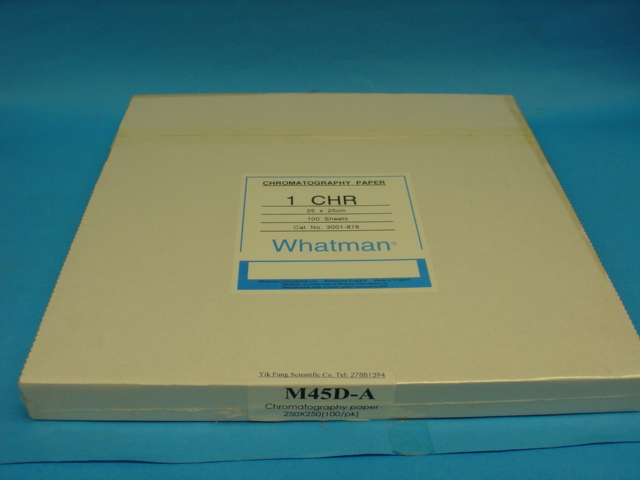 CHROMATOGRAPHY PAPER
1 CHR
25 x 25cm
100 Sheets
Cat No. 3001-878
Whatman®
Yik Fung Scientific Co. Tel: 27861394
M45D-A
Chromatography paper
250X250(100/pk)